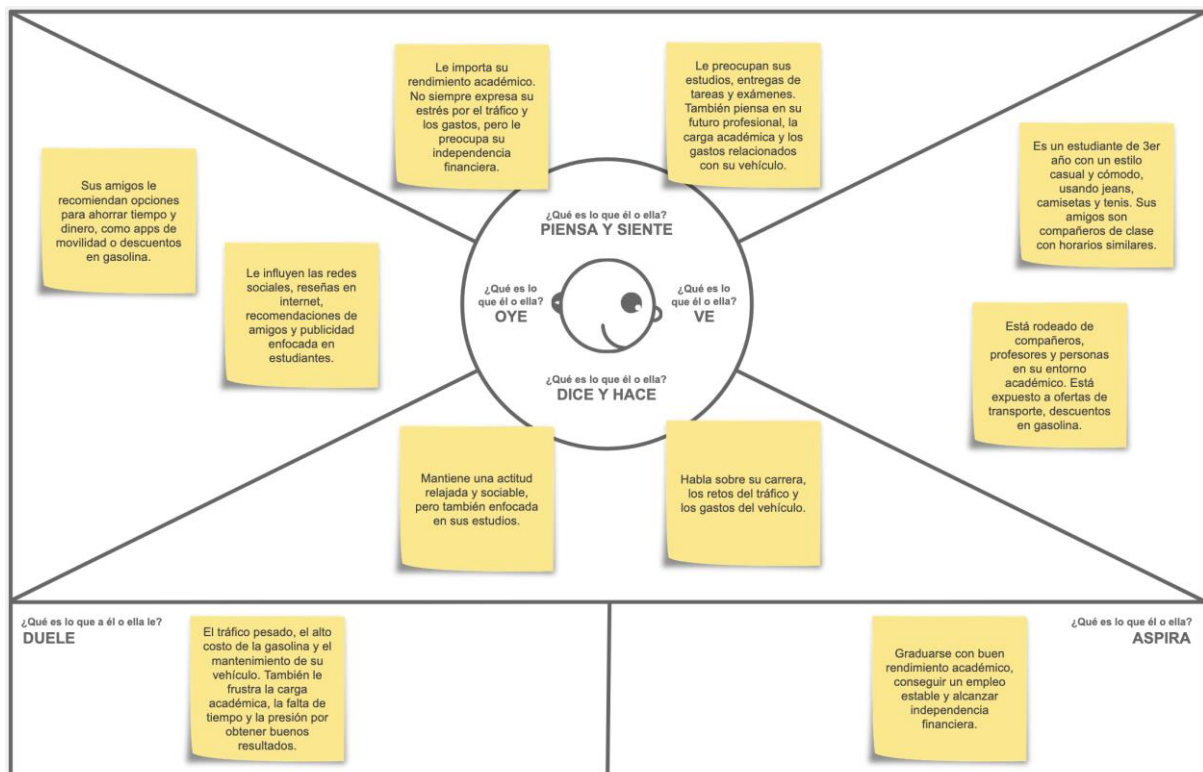 Le importa su
rendimiento académico.
No siempre expresa su
estrés por el tráfico y
los gastos, pero le
preocupa su
independencia
financiera.
Le preocupan sus
estudios, entregas de
tareas y exámenes.
También piensa en su
futuro profesional, la
carga académica y los
gastos relacionados
con su vehículo.
Sus amigos le
recomiendan opciones
para ahorrar tiempo y
dinero, como apps de
movilidad o descuentos
en gasolina.
Le influyen las redes
sociales, reseñas en
internet,
recomendaciones de
amigos y publicidad
enfocada en
estudiantes.
Es un estudiante de 3er
año con un estilo
casual y cómodo,
usando jeans,
camisetas y tenis. Sus
amigos son
compañeros de clase
con horarios similares.
Está rodeado de
compañeros,
profesores y personas
en su entorno
académico. Está
expuesto a ofertas de
transporte, descuentos
en gasolina.
¿Qué es lo que él o ella?
PIENSA Y SIENTE
¿Qué es lo
que él o ella?
OYE
¿Qué es lo
que él o ella?
VE
¿Qué es lo que él o ella?
DICE Y HACE
Mantiene una actitud
relajada y sociable,
pero también enfocada
en sus estudios.
Habla sobre su carrera,
los retos del tráfico y
los gastos del vehículo.
¿Qué es lo que a él o ella le?
DUELE
El tráfico pesado, el alto
costo de la gasolina y el
mantenimiento de su
vehículo. También le
frustra la carga
académica, la falta de
tiempo y la presión por
obtener buenos
resultados.
¿Qué es lo que él o ella?
ASPIRA
Graduarse con buen
rendimiento académico,
conseguir un empleo
estable y alcanzar
independencia
financiera.